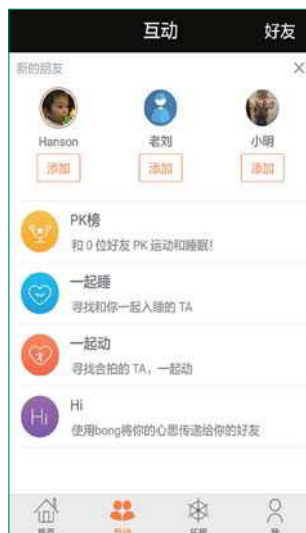 互动 好友
新的朋友
Hanson 老刘 小明
添加 添加 添加
PK榜
和 0 位好友 PK 运动和睡眠！
一起睡
寻找和你一起入睡的 TA
一起动
寻找合拍的 TA，一起动
Hi
Hi
使用bong将你的心思传递给你的好友
互动